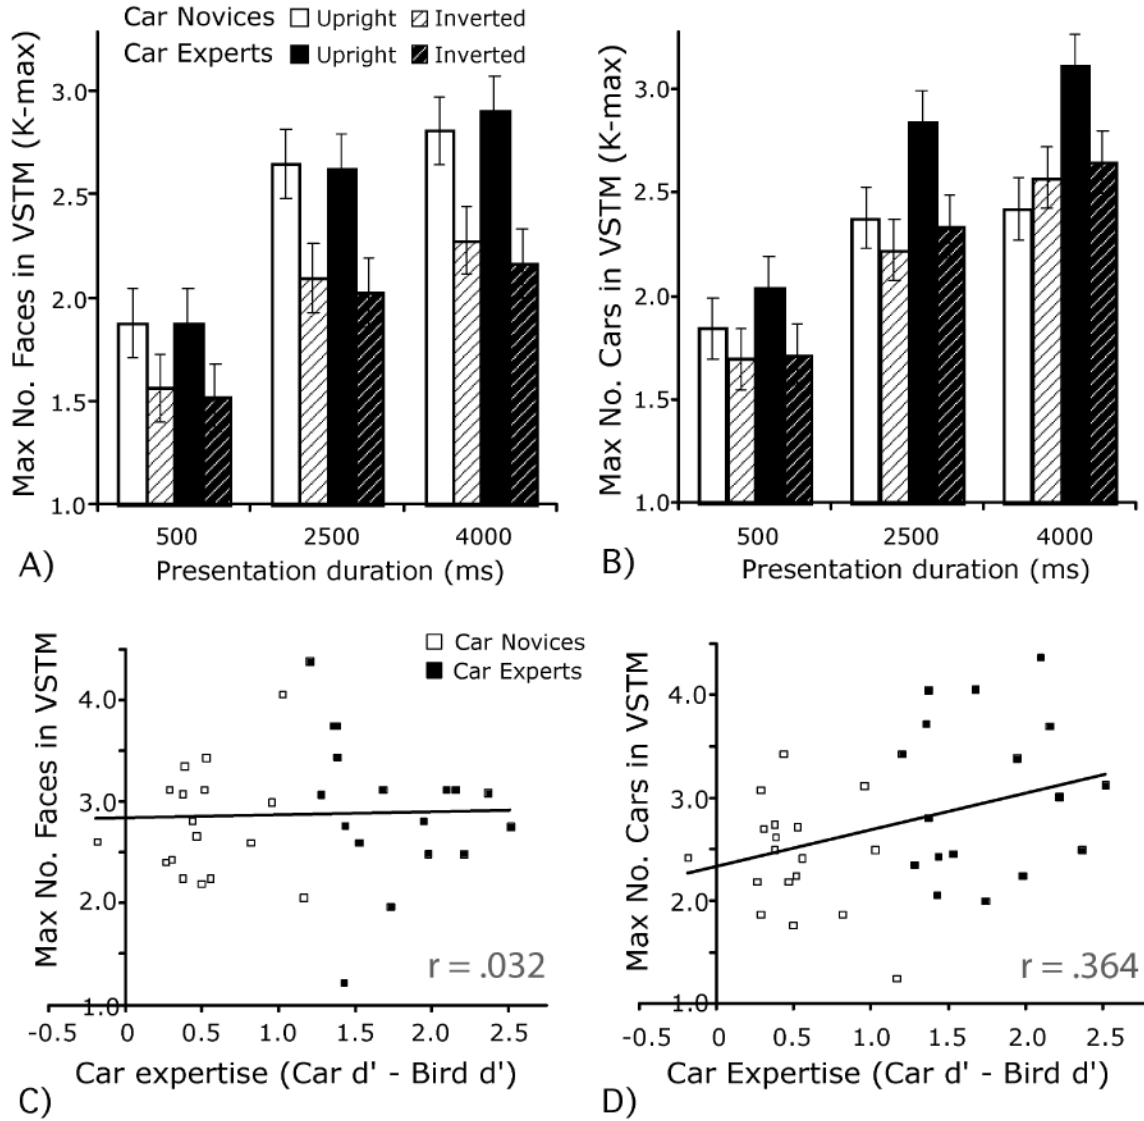 Car Novices Upright Inverted
Car Experts Upright Inverted
Max No. Faces in VSTM (K-max)
3.0
2.5
2.0
1.5
1.0
500 2500 4000
Presentation duration (ms)
A)
Max No. Cars in VSTM (K-max)
3.0
2.5
2.0
1.5
1.0
500 2500 4000
Presentation duration (ms)
B)
Car Novices
Car Experts
Max No. Faces in VSTM
4.0
3.0
2.0
1.0
r = .032
-0.5 0 0.5 1.0 1.5 2.0 2.5
Car expertise (Car d' - Bird d')
C)
Max No. Cars in VSTM
4.0
3.0
2.0
1.0
r = .364
-0.5 0 0.5 1.0 1.5 2.0 2.5
Car Expertise (Car d' - Bird d')
D)